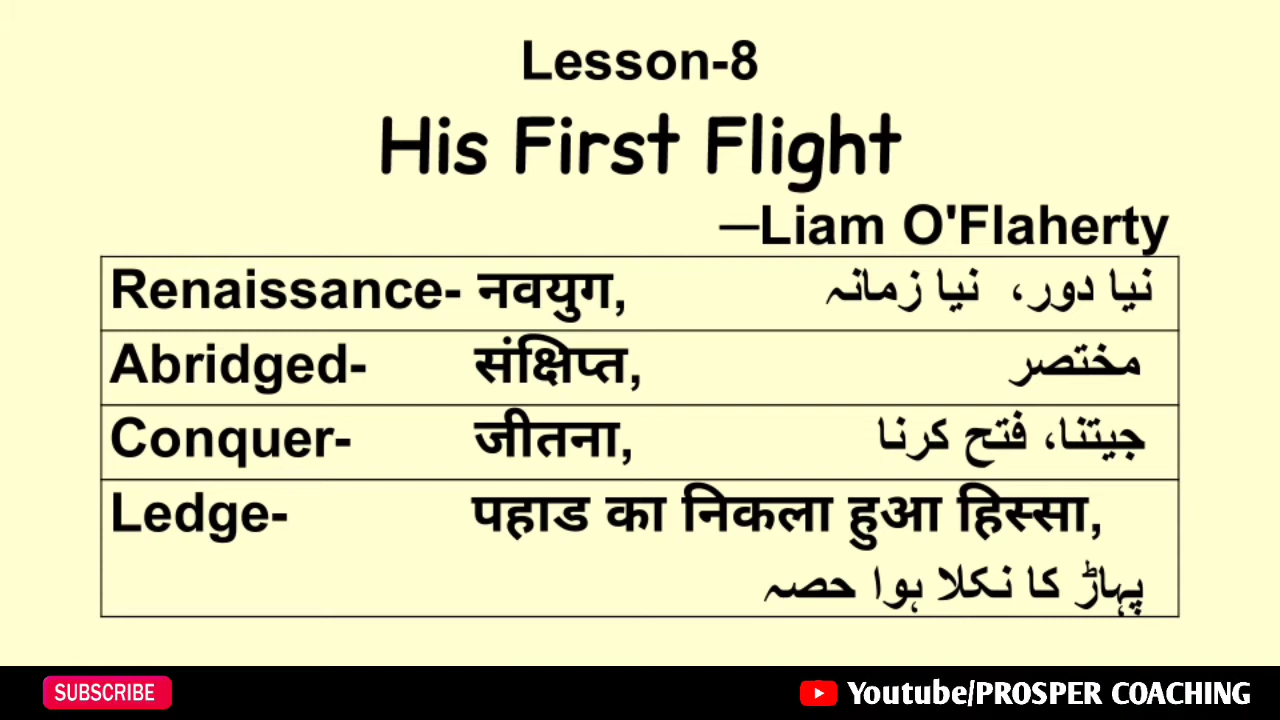 Lesson-8
His First Flight
—Liam O'Flaherty
Renaissance- नवयुग, نیا دور، نیا زمانہ
Abridged- संक्षिप्त, مختصر
Conquer- जीतना, جیتنا، فتح کرنا
Ledge- पहाड का निकला हुआ हिस्सा,
پہاڑ کا نکلا ہوا حصہ
SUBSCRIBE Youtube/PROSPER COACHING